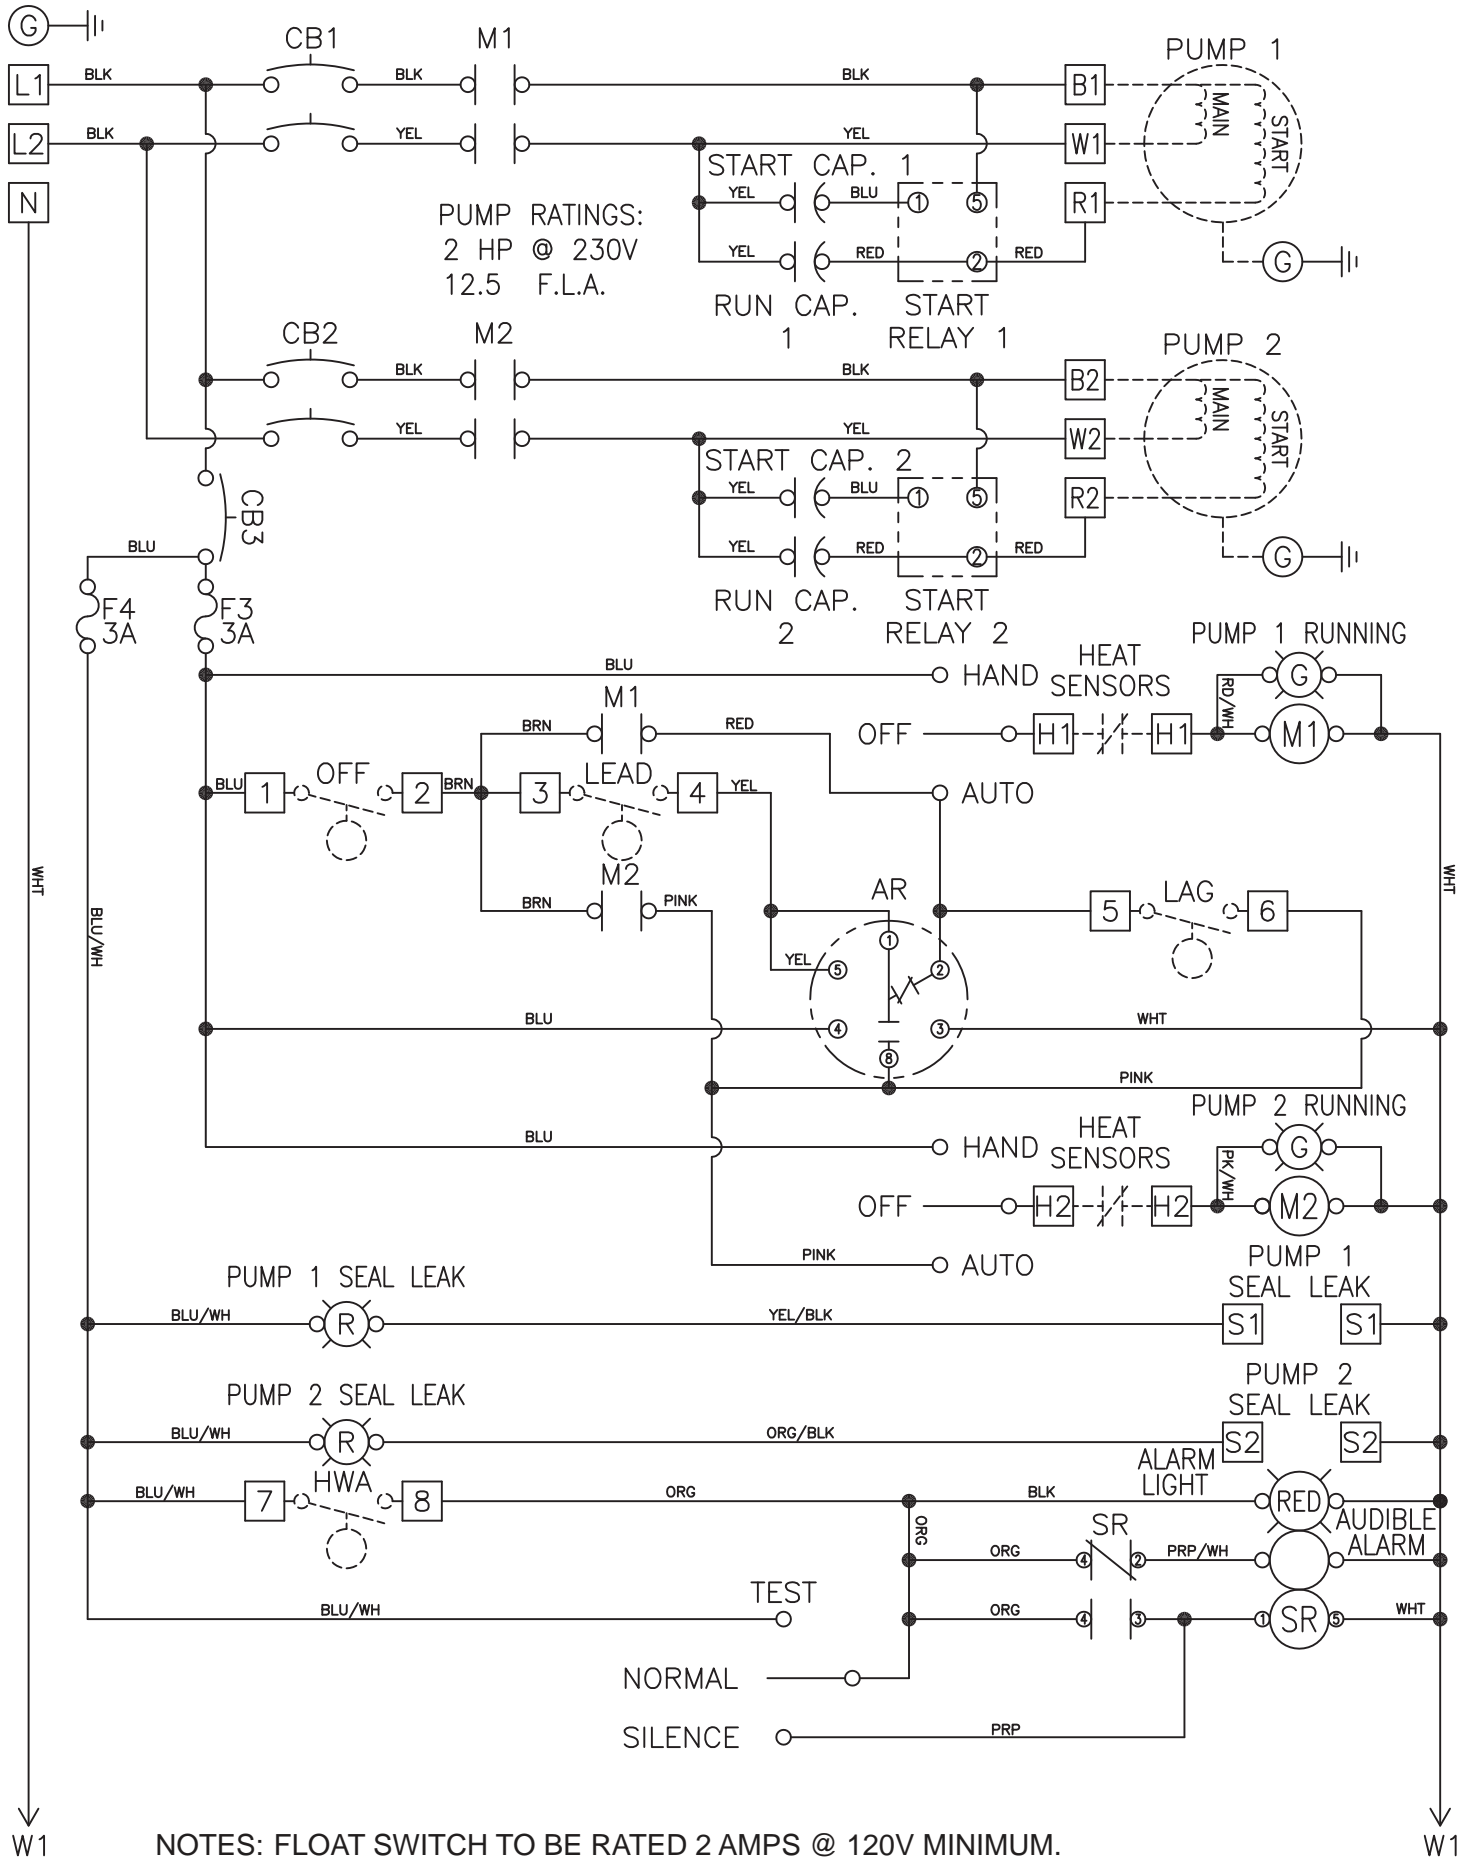 G
CB1
M1
PUMP 1
L1
BLK
BLK
BLK
B1
MAIN
START
L2
BLK
YEL
YEL
W1
START CAP. 1
N
YEL
BLU
1
5
R1
PUMP RATINGS:
2 HP @ 230V
12.5 F.L.A.
YEL
RED
2
RED
G
RUN CAP.
1
START
RELAY 1
CB2
M2
PUMP 2
BLK
BLK
B2
MAIN
START
YEL
YEL
W2
START CAP. 2
YEL
BLU
1
5
R2
CB3
BLU
YEL
RED
2
RED
G
RUN CAP.
2
START
RELAY 2
F4
3A
F3
3A
PUMP 1 RUNNING
BLU
HAND
HEAT
SENSORS
RD/WH
G
M1
BRN
RED
OFF
H1
H1
M1
BLU
1
OFF
2
BRN
3
LEAD
4
YEL
AUTO
WHT
BLU/WH
WHT
M2
BRN
PINK
AR
5
LAG
6
1
YEL
5
2
BLU
4
3
WHT
8
PINK
PUMP 2 RUNNING
BLU
HAND
HEAT
SENSORS
PK/WH
G
OFF
H2
H2
M2
PINK
AUTO
PUMP 1 SEAL LEAK
PUMP 1
SEAL LEAK
BLU/WH
R
YEL/BLK
S1
S1
PUMP 2 SEAL LEAK
PUMP 2
SEAL LEAK
BLU/WH
R
ORG/BLK
S2
S2
BLU/WH
7
HWA
8
ORG
BLK
ALARM
LIGHT
RED
ORG
ORG
SR
4
2
PRP/WH
AUDIBLE
ALARM
BLU/WH
TEST
ORG
4
3
1
SR
5
WHT
NORMAL
SILENCE
PRP
W1
NOTES: FLOAT SWITCH TO BE RATED 2 AMPS @ 120V MINIMUM.
W1